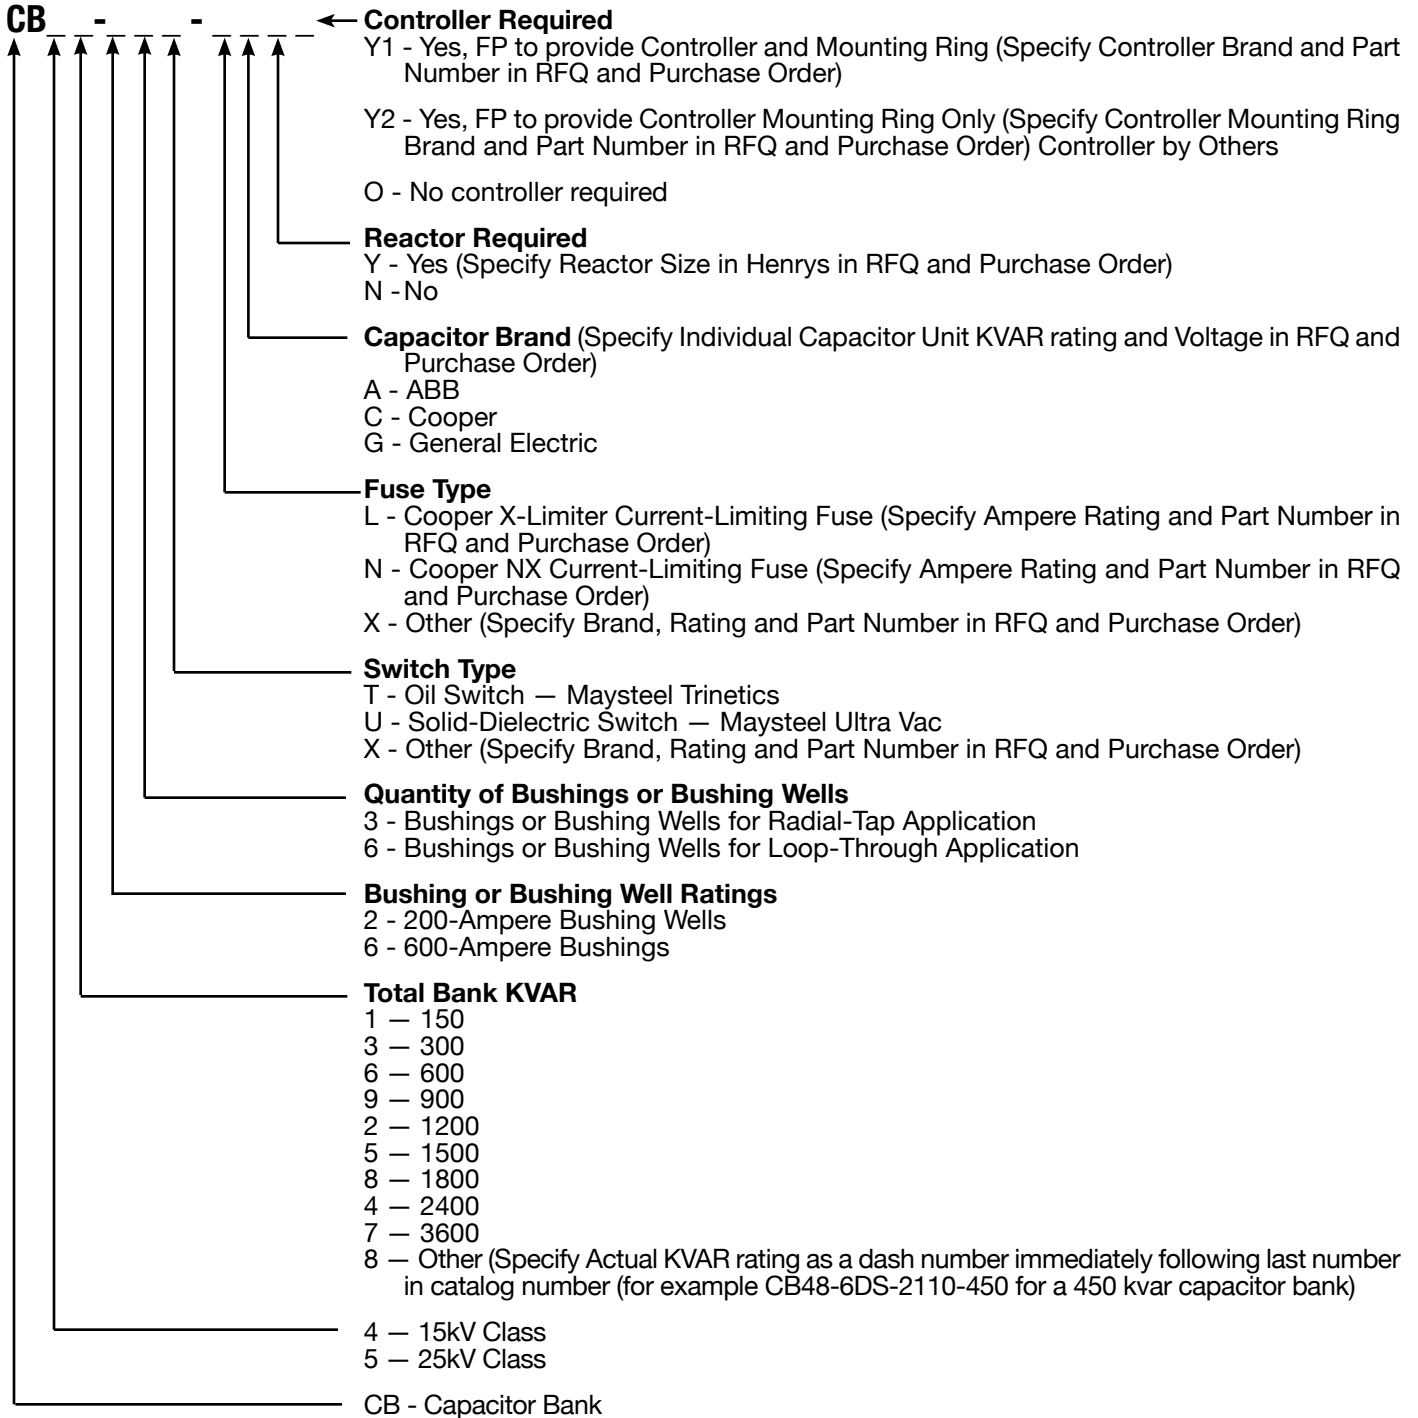 CB_ _-_ _ _ - _ _ _ _ Controller Required
Y1 - Yes, FP to provide Controller and Mounting Ring (Specify Controller Brand and Part
Number in RFQ and Purchase Order)
Y2 - Yes, FP to provide Controller Mounting Ring Only (Specify Controller Mounting Ring
Brand and Part Number in RFQ and Purchase Order) Controller by Others
O - No controller required
Reactor Required
Y - Yes (Specify Reactor Size in Henrys in RFQ and Purchase Order)
N - No
Capacitor Brand (Specify Individual Capacitor Unit KVAR rating and Voltage in RFQ and
Purchase Order)
A - ABB
C - Cooper
G - General Electric
Fuse Type
L - Cooper X-Limiter Current-Limiting Fuse (Specify Ampere Rating and Part Number in
RFQ and Purchase Order)
N - Cooper NX Current-Limiting Fuse (Specify Ampere Rating and Part Number in RFQ
and Purchase Order)
X - Other (Specify Brand, Rating and Part Number in RFQ and Purchase Order)
Switch Type
T - Oil Switch — Maysteel Trinetics
U - Solid-Dielectric Switch — Maysteel Ultra Vac
X - Other (Specify Brand, Rating and Part Number in RFQ and Purchase Order)
Quantity of Bushings or Bushing Wells
3 - Bushings or Bushing Wells for Radial-Tap Application
6 - Bushings or Bushing Wells for Loop-Through Application
Bushing or Bushing Well Ratings
2 - 200-Ampere Bushing Wells
6 - 600-Ampere Bushings
Total Bank KVAR
1 — 150
3 — 300
6 — 600
9 — 900
2 — 1200
5 — 1500
8 — 1800
4 — 2400
7 — 3600
8 — Other (Specify Actual KVAR rating as a dash number immediately following last number
in catalog number (for example CB48-6DS-2110-450 for a 450 kvar capacitor bank)
4 — 15kV Class
5 — 25kV Class
CB - Capacitor Bank